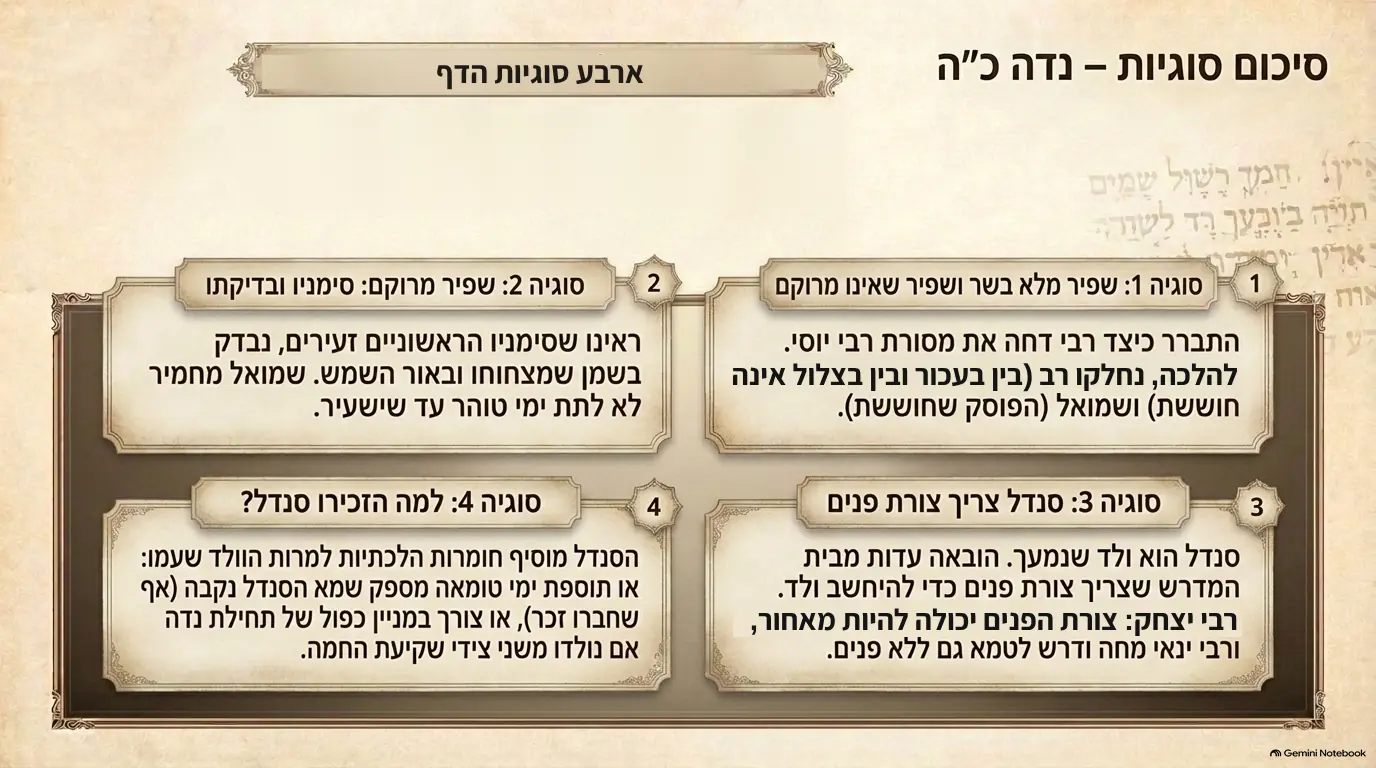 סיכום סוגיות – נדה כ״ה
ארבע סוגיות הדף
1
סוגיה 1: שפיר מלא בשר ושפיר שאינו מרוקם
התברר כיצד רבי דחה את מסורת רבי יוסי.
להלכה, נחלקו רב (בין בעכור ובין בצלול אינה
חוששת) ושמואל (הפוסק שחוששת).
2
סוגיה 2: שפיר מרוקם: סימניו ובדיקתו
ראינו שסימניו הראשוניים זעירים, נבדק
בשמן שמצחוחו ובאור השמש. שמואל מחמיר
לא לתת ימי טוהר עד שישעיר.
3
סוגיה 3: סנדל צריך צורת פנים
סנדל הוא ולד שנמעך. הובאה עדות מבית
המדרש שצריך צורת פנים כדי להיחשב ולד.
רבי יצחק: צורת הפנים יכולה להיות מאחור,
ורבי ינאי מחה ודרש לטמא גם ללא פנים.
4
סוגיה 4: למה הזכירו סנדל?
הסנדל מוסיף חומרות הלכתיות למרות הוולד שעמו:
או תוספת ימי טומאה מספק שמא הסנדל נקבה (אף
שחברו זכר), או צורך במניין כפול של תחילת נדה
אם נולדו משני צידי שקיעת החמה.
חָמךָ רָשׁוּל שָׁמַיִם
Gemini Notebook